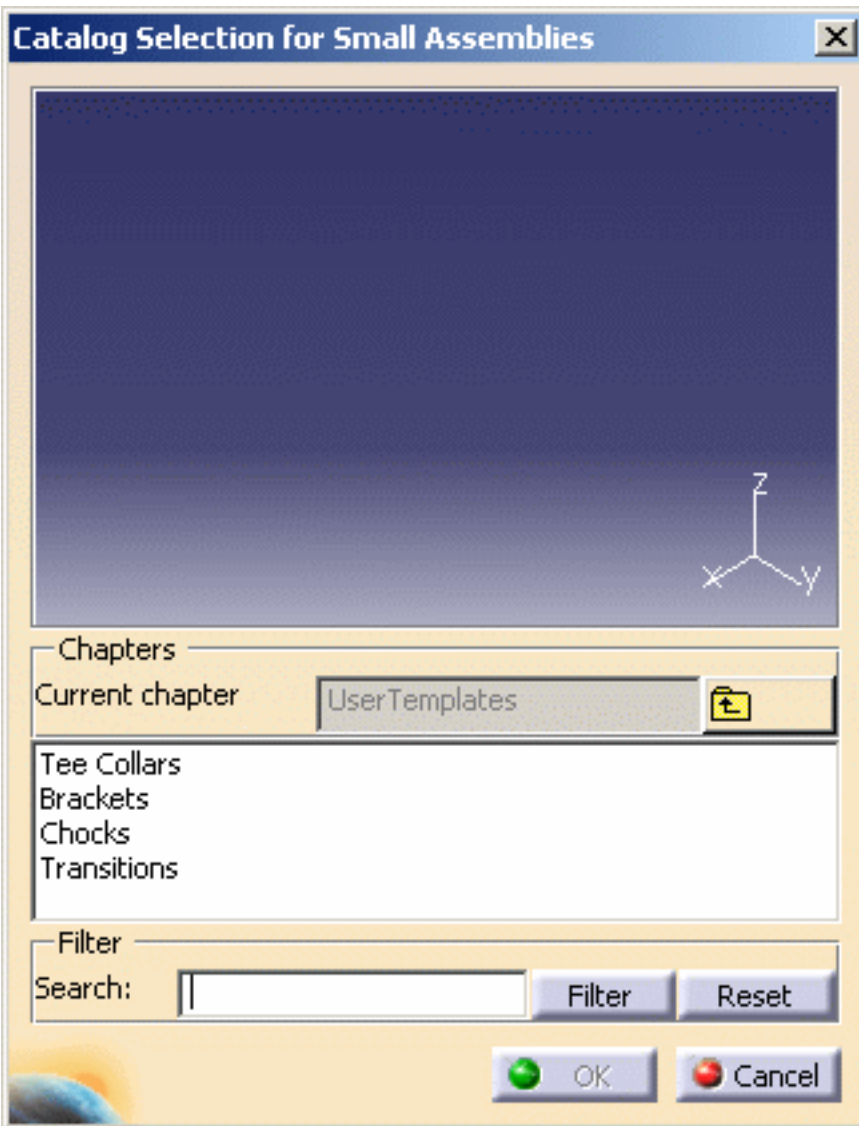 Catalog Selection for Small Assemblies
z
x y
Chapters
Current chapter UserTemplates
Tee Collars
Brackets
Chocks
Transitions
Filter
Search: Filter Reset
OK Cancel